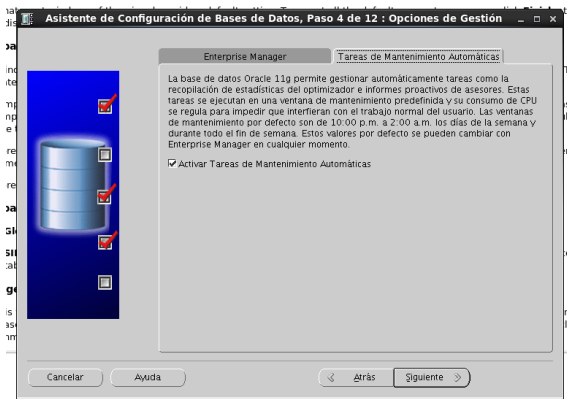 Asistente de Configuración de Bases de Datos, Paso 4 de 12 : Opciones de Gestión
Enterprise Manager
Tareas de Mantenimiento Automáticas
La base de datos Oracle 11g permite gestionar automáticamente tareas como la
recopilación de estadísticas del optimizador e informes proactivos de asesores. Estas
tareas se ejecutan en una ventana de mantenimiento predefinida y su consumo de CPU
se regula para impedir que interfieran con el trabajo normal del usuario. Las ventanas
de mantenimiento por defecto son de 10:00 p.m. a 2:00 a.m. los días de la semana y
durante todo el fin de semana. Estos valores por defecto se pueden cambiar con
Enterprise Manager en cualquier momento.
Activar Tareas de Mantenimiento Automáticas
Cancelar
Ayuda
Atrás
Siguiente